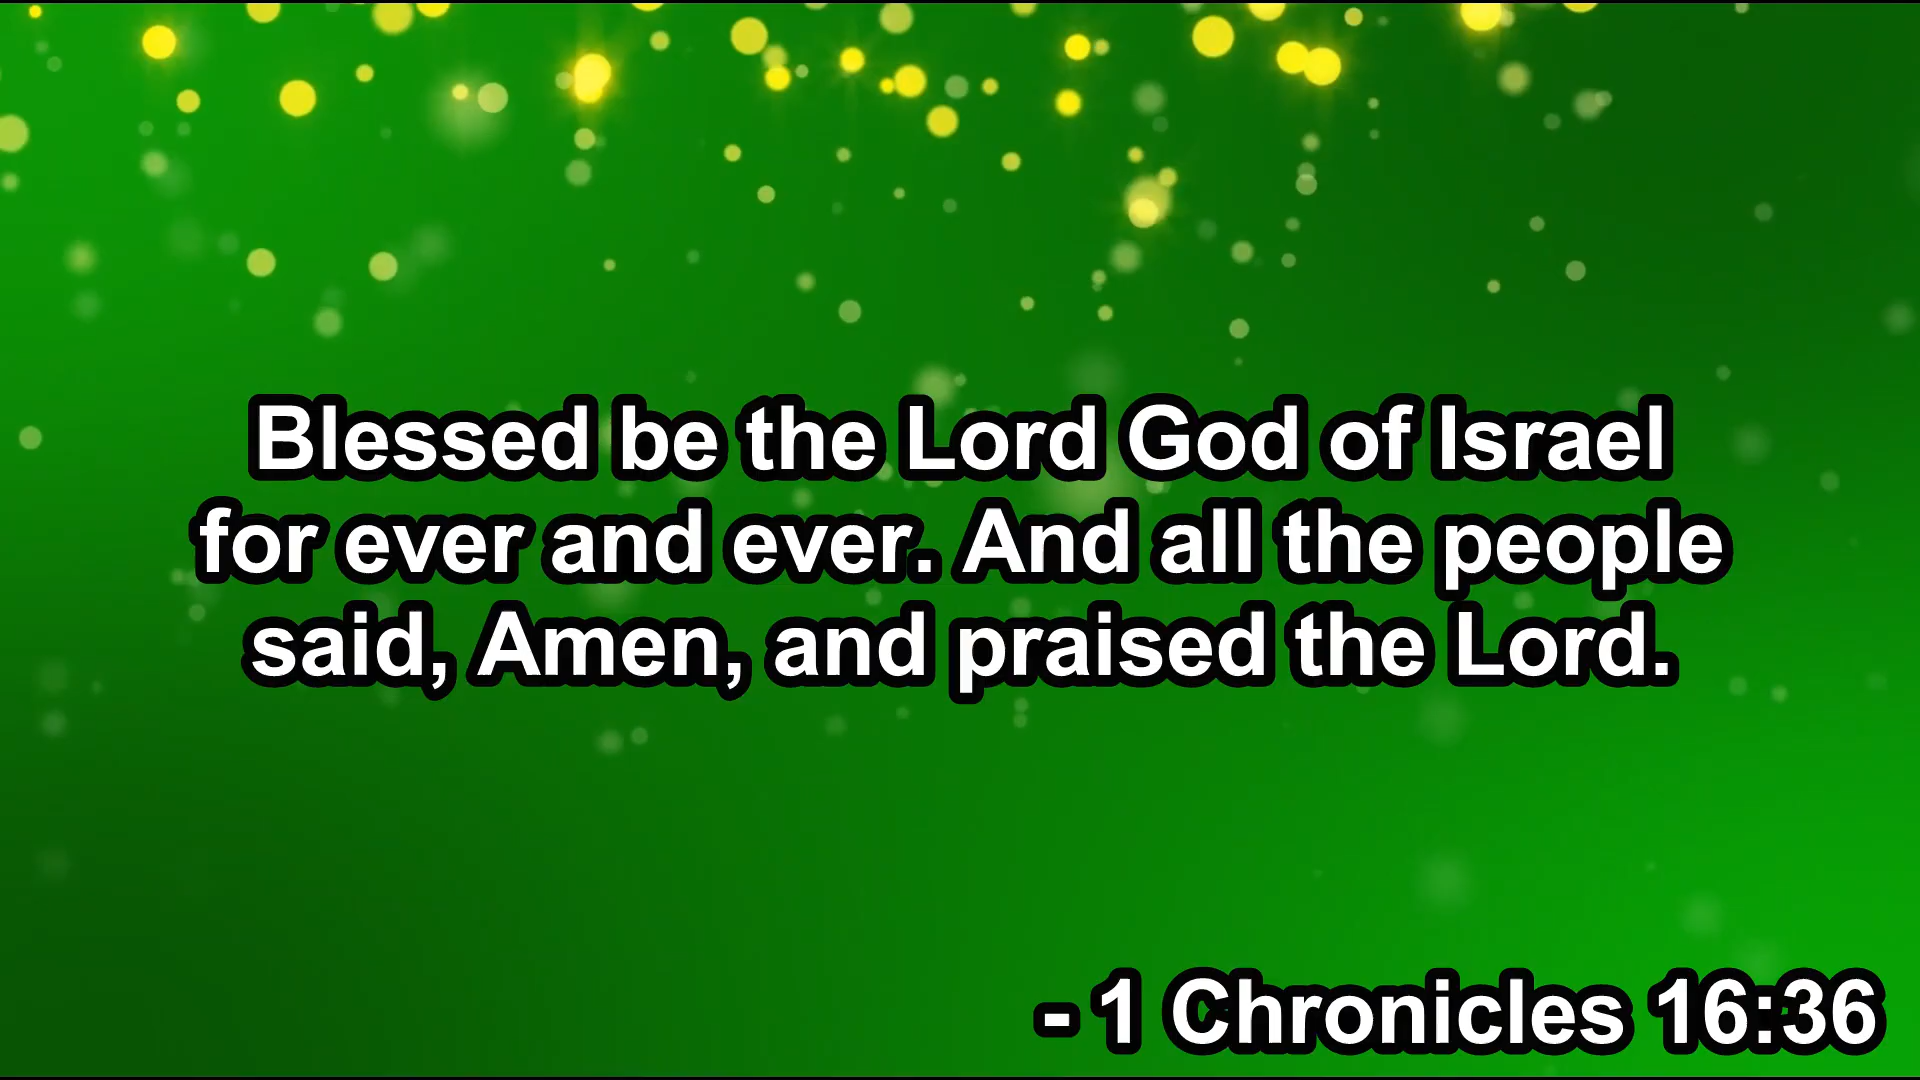 Blessed be the Lord God of Israel
for ever and ever. And all the people
said, Amen, and praised the Lord.
- 1 Chronicles 16:36